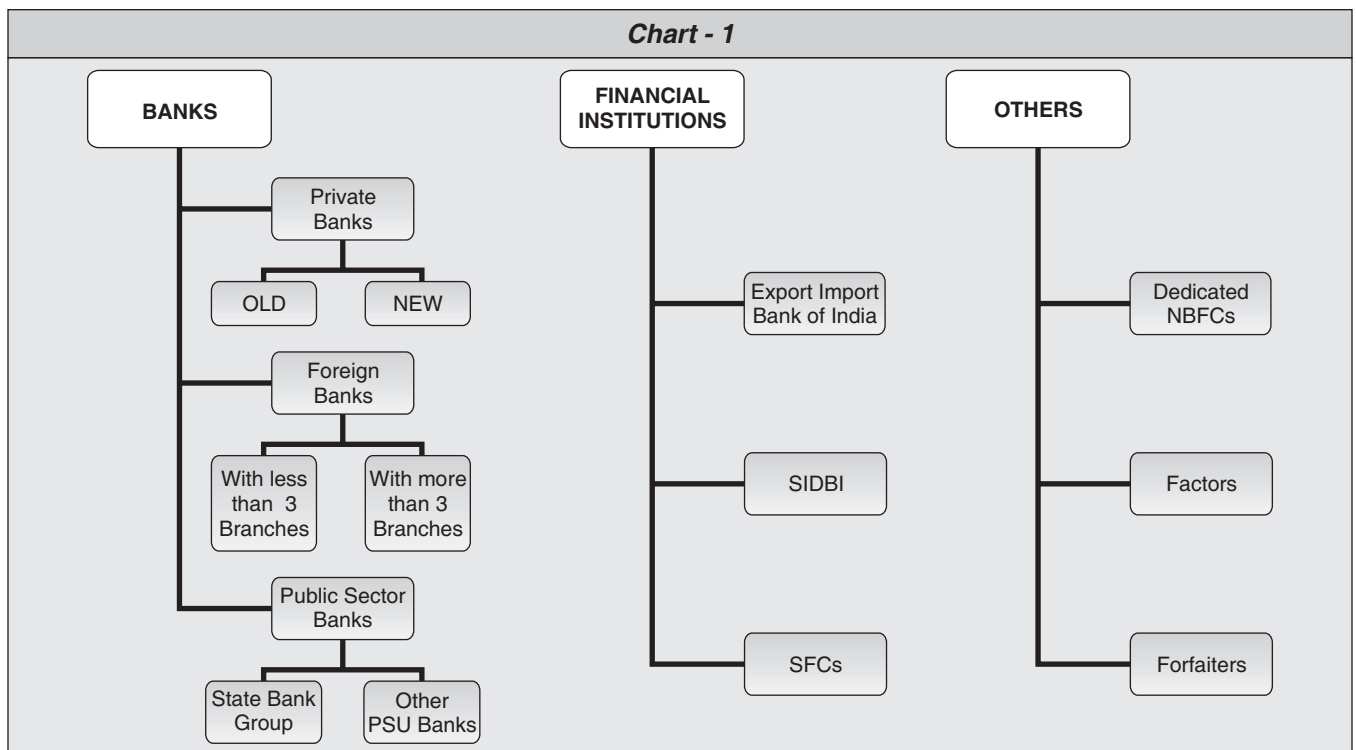 Chart - 1
BANKS
Private
Banks
OLD
NEW
Foreign
Banks
With less
than 3
Branches
With more
than 3
Branches
Public Sector
Banks
State Bank
Group
Other
PSU Banks
FINANCIAL
INSTITUTIONS
Export Import
Bank of India
SIDBI
SFCs
OTHERS
Dedicated
NBFCs
Factors
Forfaiters